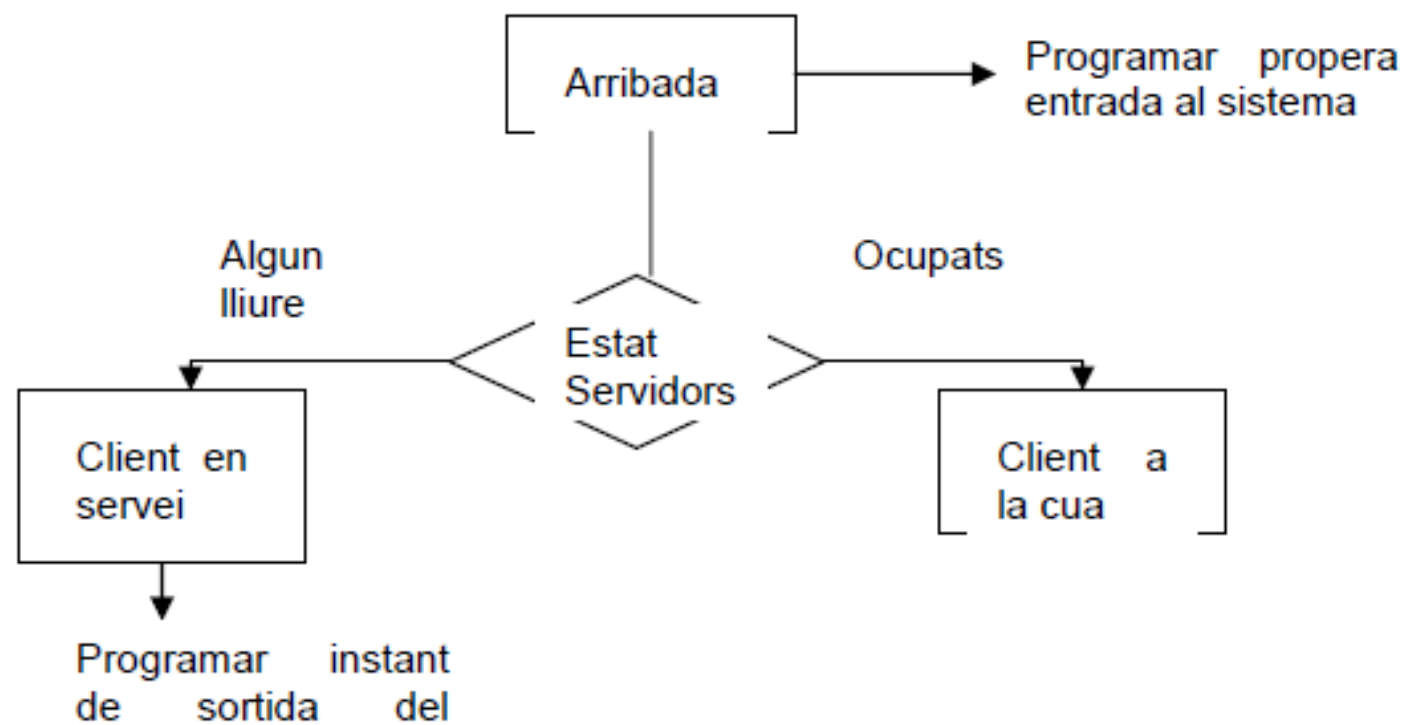 Arribada
Programar propera
entrada al sistema
Algun
lliure
Ocupats
Estat
Servidors
Client en
servei
Client a
la cua
Programar instant
de sortida del